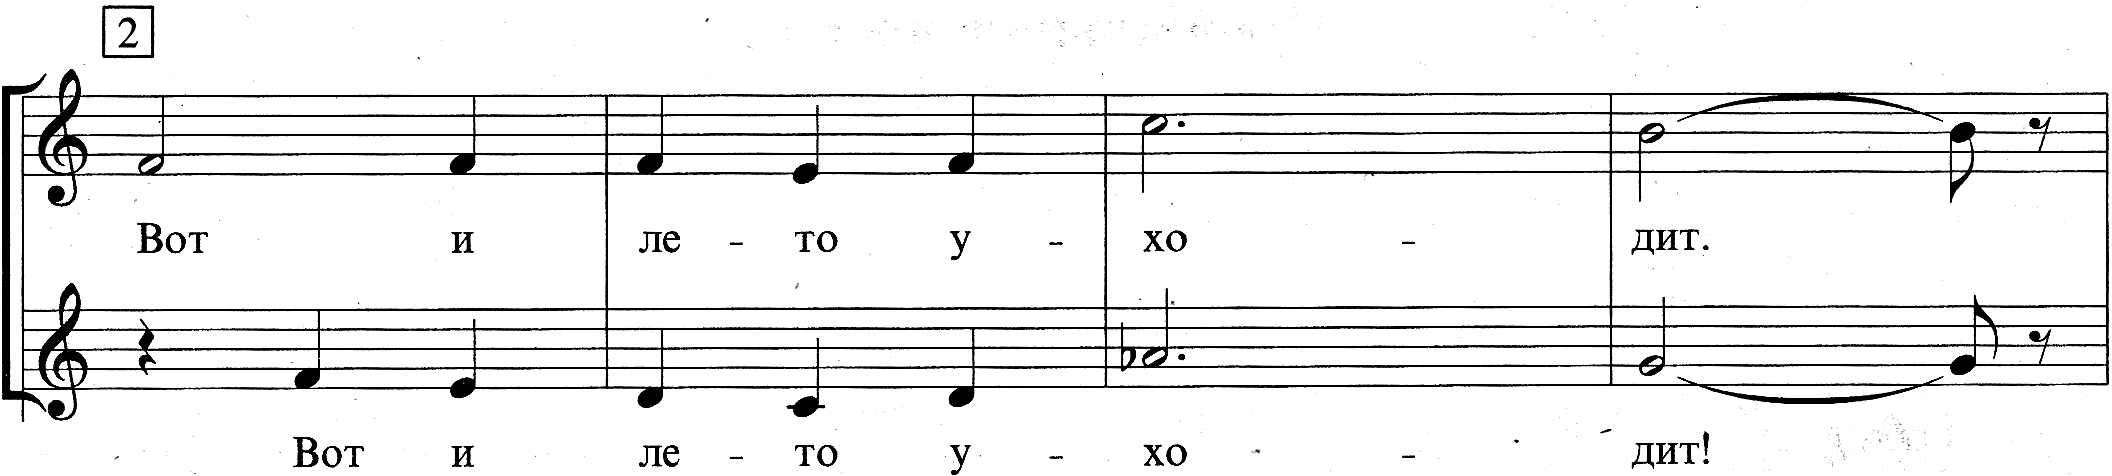 2
Вот и ле - то у - хо - дит.
Вот и ле - то у - хо - дит!